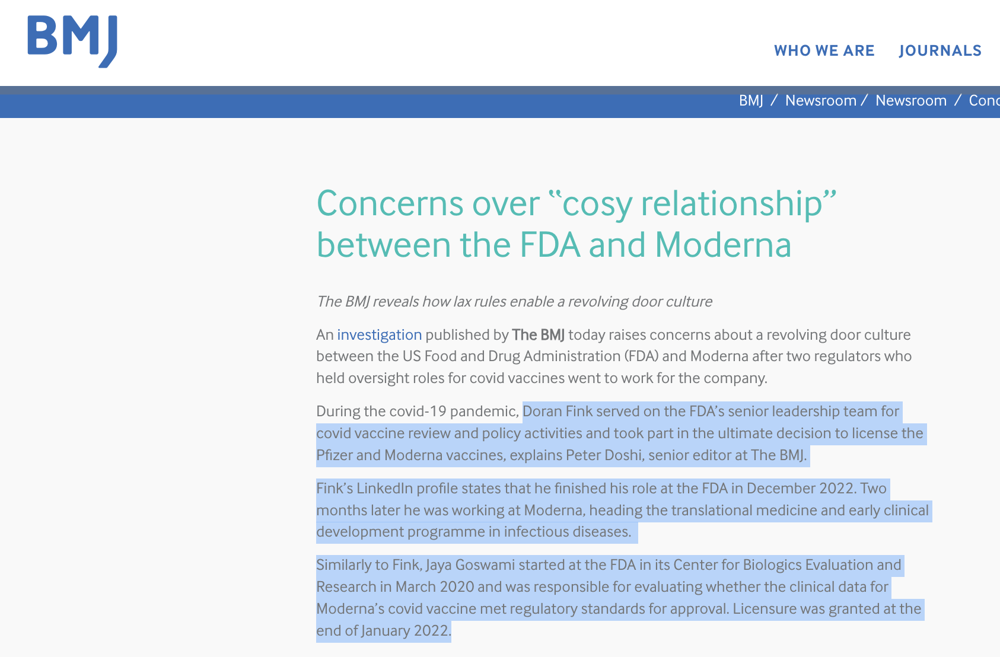 BMJ
WHO WE ARE JOURNALS
BMJ / Newsroom / Newsroom / Conc
Concerns over “cosy relationship”
between the FDA and Moderna
The BMJ reveals how lax rules enable a revolving door culture
An investigation published by The BMJ today raises concerns about a revolving door culture
between the US Food and Drug Administration (FDA) and Moderna after two regulators who
held oversight roles for covid vaccines went to work for the company.
During the covid-19 pandemic, Doran Fink served on the FDA’s senior leadership team for
covid vaccine review and policy activities and took part in the ultimate decision to license the
Pfizer and Moderna vaccines, explains Peter Doshi, senior editor at The BMJ.
Fink’s LinkedIn profile states that he finished his role at the FDA in December 2022. Two
months later he was working at Moderna, heading the translational medicine and early clinical
development programme in infectious diseases.
Similarly to Fink, Jaya Goswami started at the FDA in its Center for Biologics Evaluation and
Research in March 2020 and was responsible for evaluating whether the clinical data for
Moderna’s covid vaccine met regulatory standards for approval. Licensure was granted at the
end of January 2022.